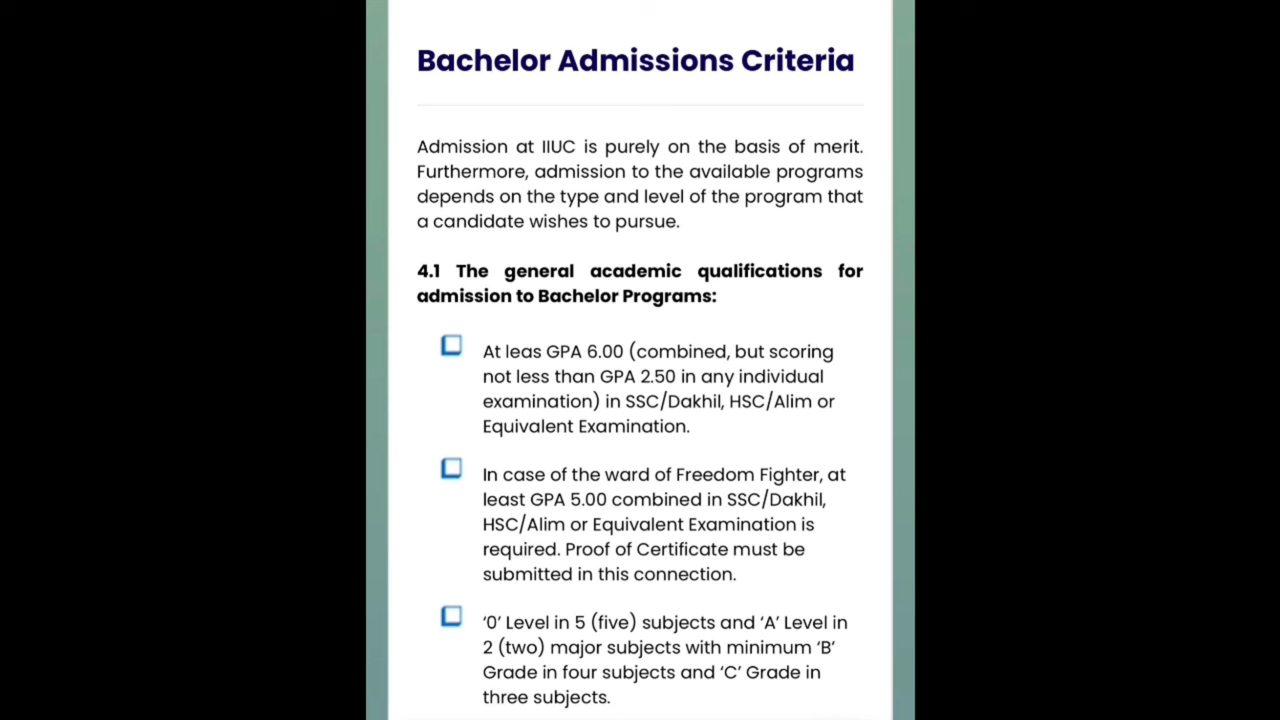 Bachelor Admissions Criteria
Admission at IIUC is purely on the basis of merit.
Furthermore, admission to the available programs
depends on the type and level of the program that
a candidate wishes to pursue.
4.1 The general academic qualifications for
admission to Bachelor Programs:
At leas GPA 6.00 (combined, but scoring
not less than GPA 2.50 in any individual
examination) in SSC/Dakhil, HSC/Alim or
Equivalent Examination.
In case of the ward of Freedom Fighter, at
least GPA 5.00 combined in SSC/Dakhil,
HSC/Alim or Equivalent Examination is
required. Proof of Certificate must be
submitted in this connection.
‘0’ Level in 5 (five) subjects and ‘A’ Level in
2 (two) major subjects with minimum ‘B’
Grade in four subjects and ‘C’ Grade in
three subjects.